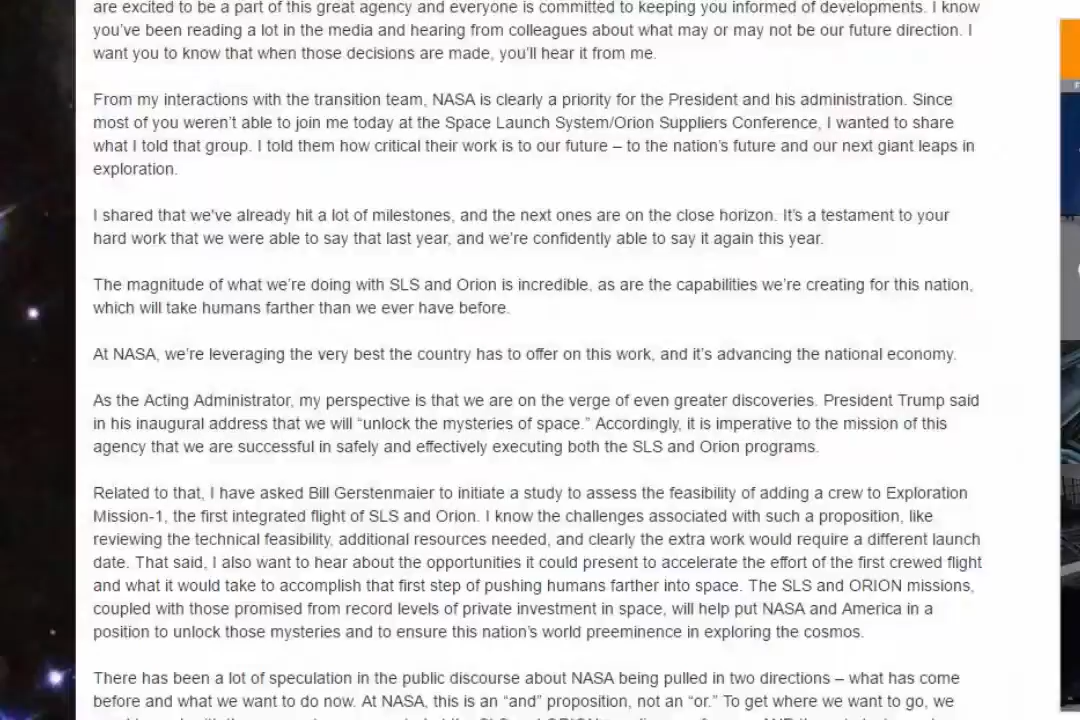 are excited to be a part of this great agency and everyone is committed to keeping you informed of developments. I know
you've been reading a lot in the media and hearing from colleagues about what may or may not be our future direction. I
want you to know that when those decisions are made, you'll hear it from me.
From my interactions with the transition team, NASA is clearly a priority for the President and his administration. Since
most of you weren't able to join me today at the Space Launch System/Orion Suppliers Conference, I wanted to share
what I told that group. I told them how critical their work is to our future – to the nation's future and our next giant leaps in
exploration.
I shared that we've already hit a lot of milestones, and the next ones are on the close horizon. It's a testament to your
hard work that we were able to say that last year, and we're confidently able to say it again this year.
The magnitude of what we're doing with SLS and Orion is incredible, as are the capabilities we're creating for this nation,
which will take humans farther than we ever have before.
At NASA, we're leveraging the very best the country has to offer on this work, and it's advancing the national economy.
As the Acting Administrator, my perspective is that we are on the verge of even greater discoveries. President Trump said
in his inaugural address that we will “unlock the mysteries of space.” Accordingly, it is imperative to the mission of this
agency that we are successful in safely and effectively executing both the SLS and Orion programs.
Related to that, I have asked Bill Gerstenmaier to initiate a study to assess the feasibility of adding a crew to Exploration
Mission-1, the first integrated flight of SLS and Orion. I know the challenges associated with such a proposition, like
reviewing the technical feasibility, additional resources needed, and clearly the extra work would require a different launch
date. That said, I also want to hear about the opportunities it could present to accelerate the effort of the first crewed flight
and what it would take to accomplish that first step of pushing humans farther into space. The SLS and ORION missions,
coupled with those promised from record levels of private investment in space, will help put NASA and America in a
position to unlock those mysteries and to ensure this nation's world preeminence in exploring the cosmos.
There has been a lot of speculation in the public discourse about NASA being pulled in two directions – what has come
before and what we want to do now. At NASA, this is an “and” proposition, not an “or.” To get where we want to go, we